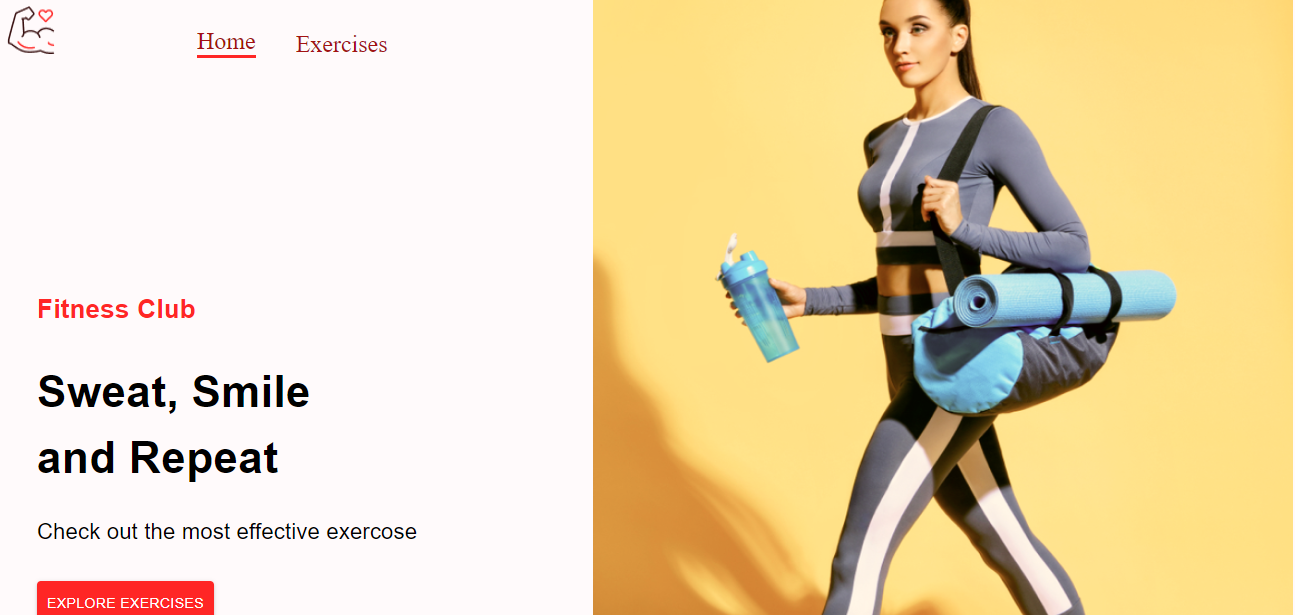 Home Exercises
Fitness Club
Sweat, Smile
and Repeat
Check out the most effective exercose
EXPLORE EXERCISES